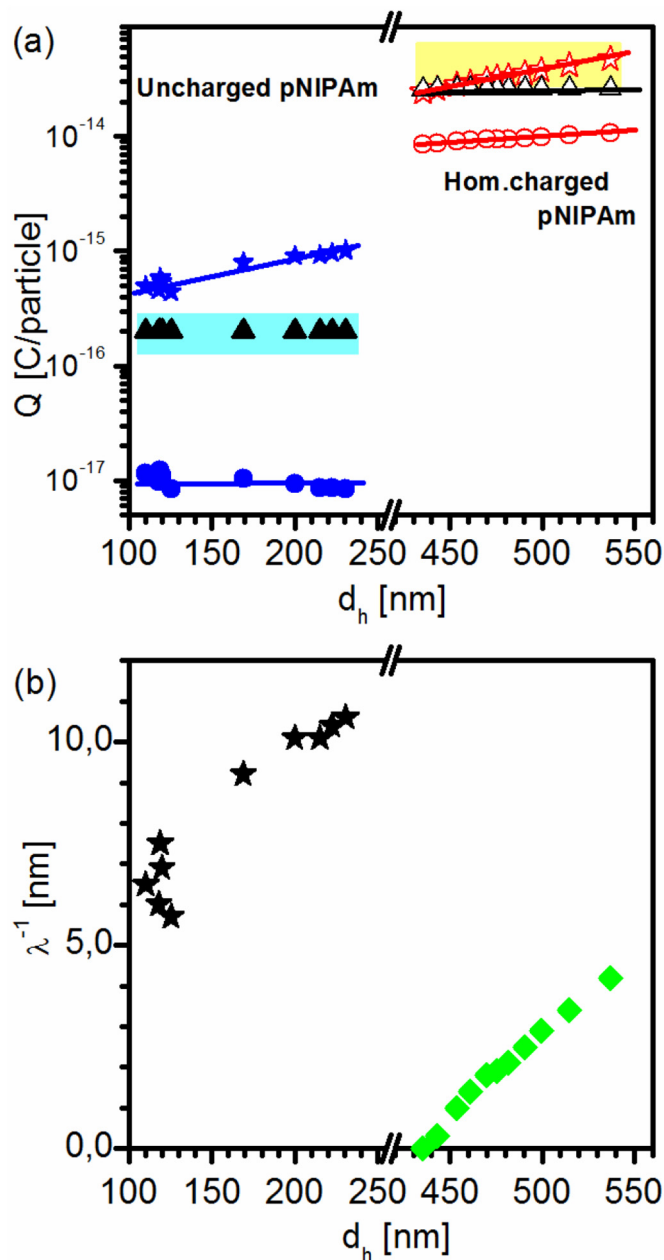 (a)
Uncharged pNIPAm
Hom.charged
pNIPAm
Q [C/particle]
10⁻¹⁴
10⁻¹⁵
10⁻¹⁶
10⁻¹⁷
100 150 200 250 450 500 550
d_h [nm]
(b)
λ⁻¹ [nm]
10,0
5,0
0,0
100 150 200 250 450 500 550
d_h [nm]